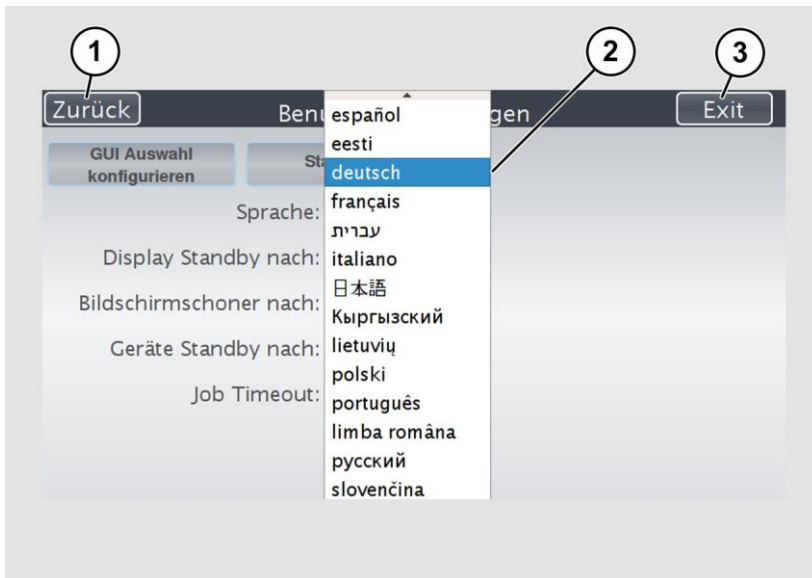 1
2
3
Zurück
Benu
gen
Exit
GUI Auswahl
konfigurieren
Sta
Sprache:
Display Standby nach:
Bildschirmschoner nach:
Geräte Standby nach:
Job Timeout:
español
eesti
deutsch
français
עברית
italiano
日本語
Кыргызский
lietuvių
polski
português
limba română
русский
slovenčina